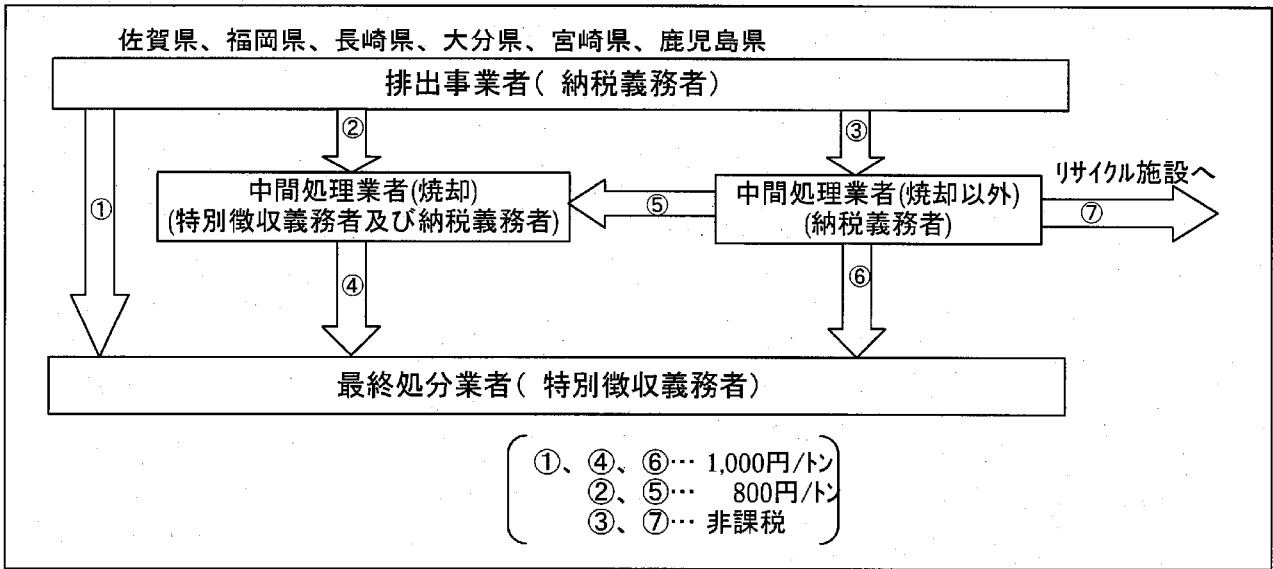 佐賀県、福岡県、長崎県、大分県、宮崎県、鹿児島県
排出事業者( 納税義務者)
①
②
③
中間処理業者(焼却)
(特別徴収義務者及び納税義務者)
⑤
中間処理業者(焼却以外)
(納税義務者)
リサイクル施設へ
⑦
④
⑥
最終処分業者( 特別徴収義務者)
①、④、⑥… 1,000円/トン
②、⑤… 800円/トン
③、⑦… 非課税